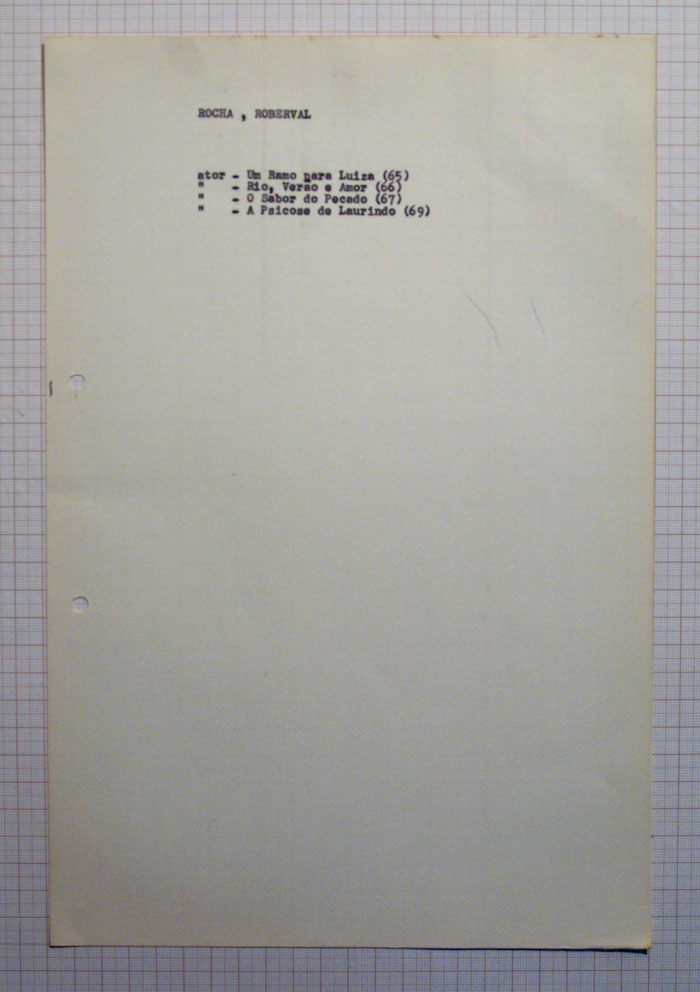 ROCHA , ROBERVAL
ator - Um Ramo para Luiza (65)
" - Rio, Verão e Amor (66)
" - O Sabor do Pecado (67)
" - A Psicose de Laurindo (69)